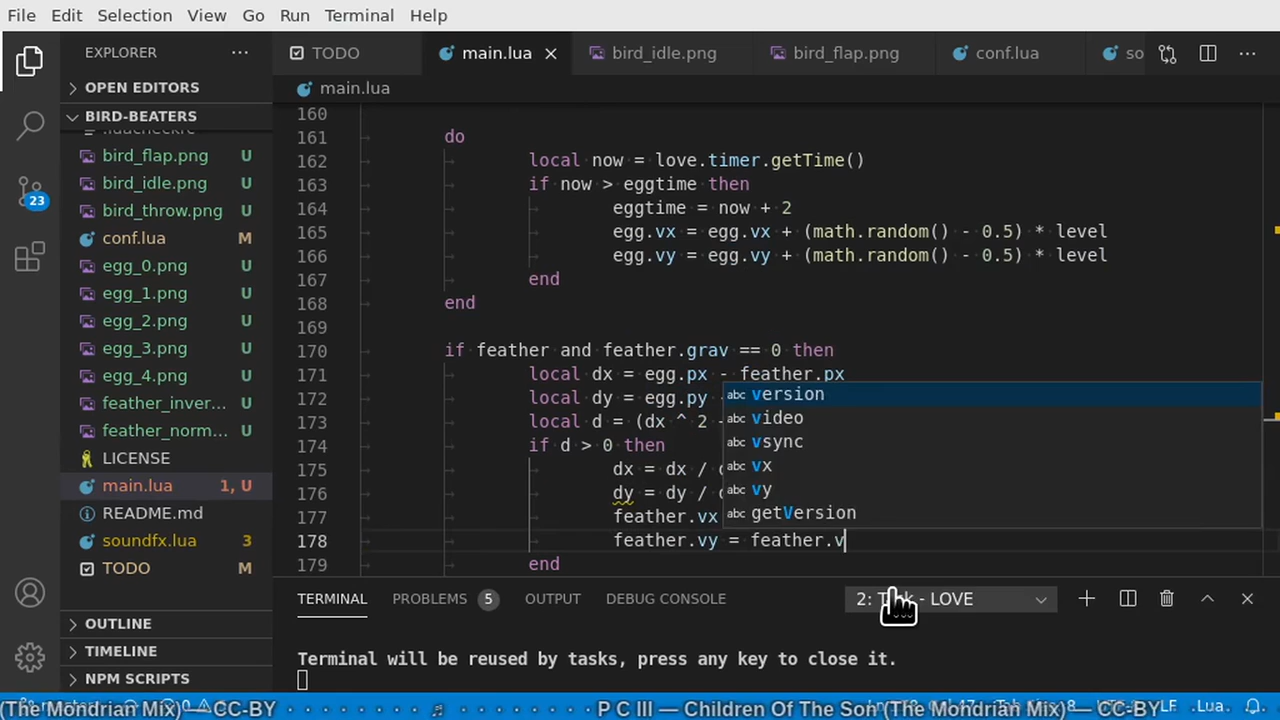 File Edit Selection View Go Run Terminal Help
EXPLORER ···
TODO main.lua bird_idle.png bird_flap.png conf.lua so ···
OPEN EDITORS
main.lua
BIRD-BEATERS
160
bird_flap.png U
161 do
bird_idle.png U
162 local now = love.timer.getTime()
bird_throw.png U
163 if now > eggtime then
23
164 eggtime = now + 2
conf.lua M
165 egg.vx = egg.vx + (math.random() - 0.5) * level
egg_0.png U
166 egg.vy = egg.vy + (math.random() - 0.5) * level
egg_1.png U
167 end
egg_2.png U
168 end
egg_3.png U
169
egg_4.png U
170 if feather and feather.grav == 0 then
feather_inver... U
171 local dx = egg.px - feather.px
feather_norm... U
172 local dy = egg.py
173 local d = (dx ^ 2
LICENSE
174 if d > 0 then
main.lua 1, U
175 dx = dx / d
README.md
176 dy = dy / d
soundfx.lua 3
177 feather.vx
TODO M
178 feather.vy = feather.v
179 end
version
video
vsync
vx
vy
getVersion
OUTLINE
TIMELINE
NPM SCRIPTS
TERMINAL PROBLEMS 5 OUTPUT DEBUG CONSOLE 2: Task - LOVE
Terminal will be reused by tasks, press any key to close it.
(The Mondrian Mix) — CC-BY · · · · · · · ♬ · · · · · · · P C III — Children Of The Son (The Mondrian Mix) — CC-BY
Lua